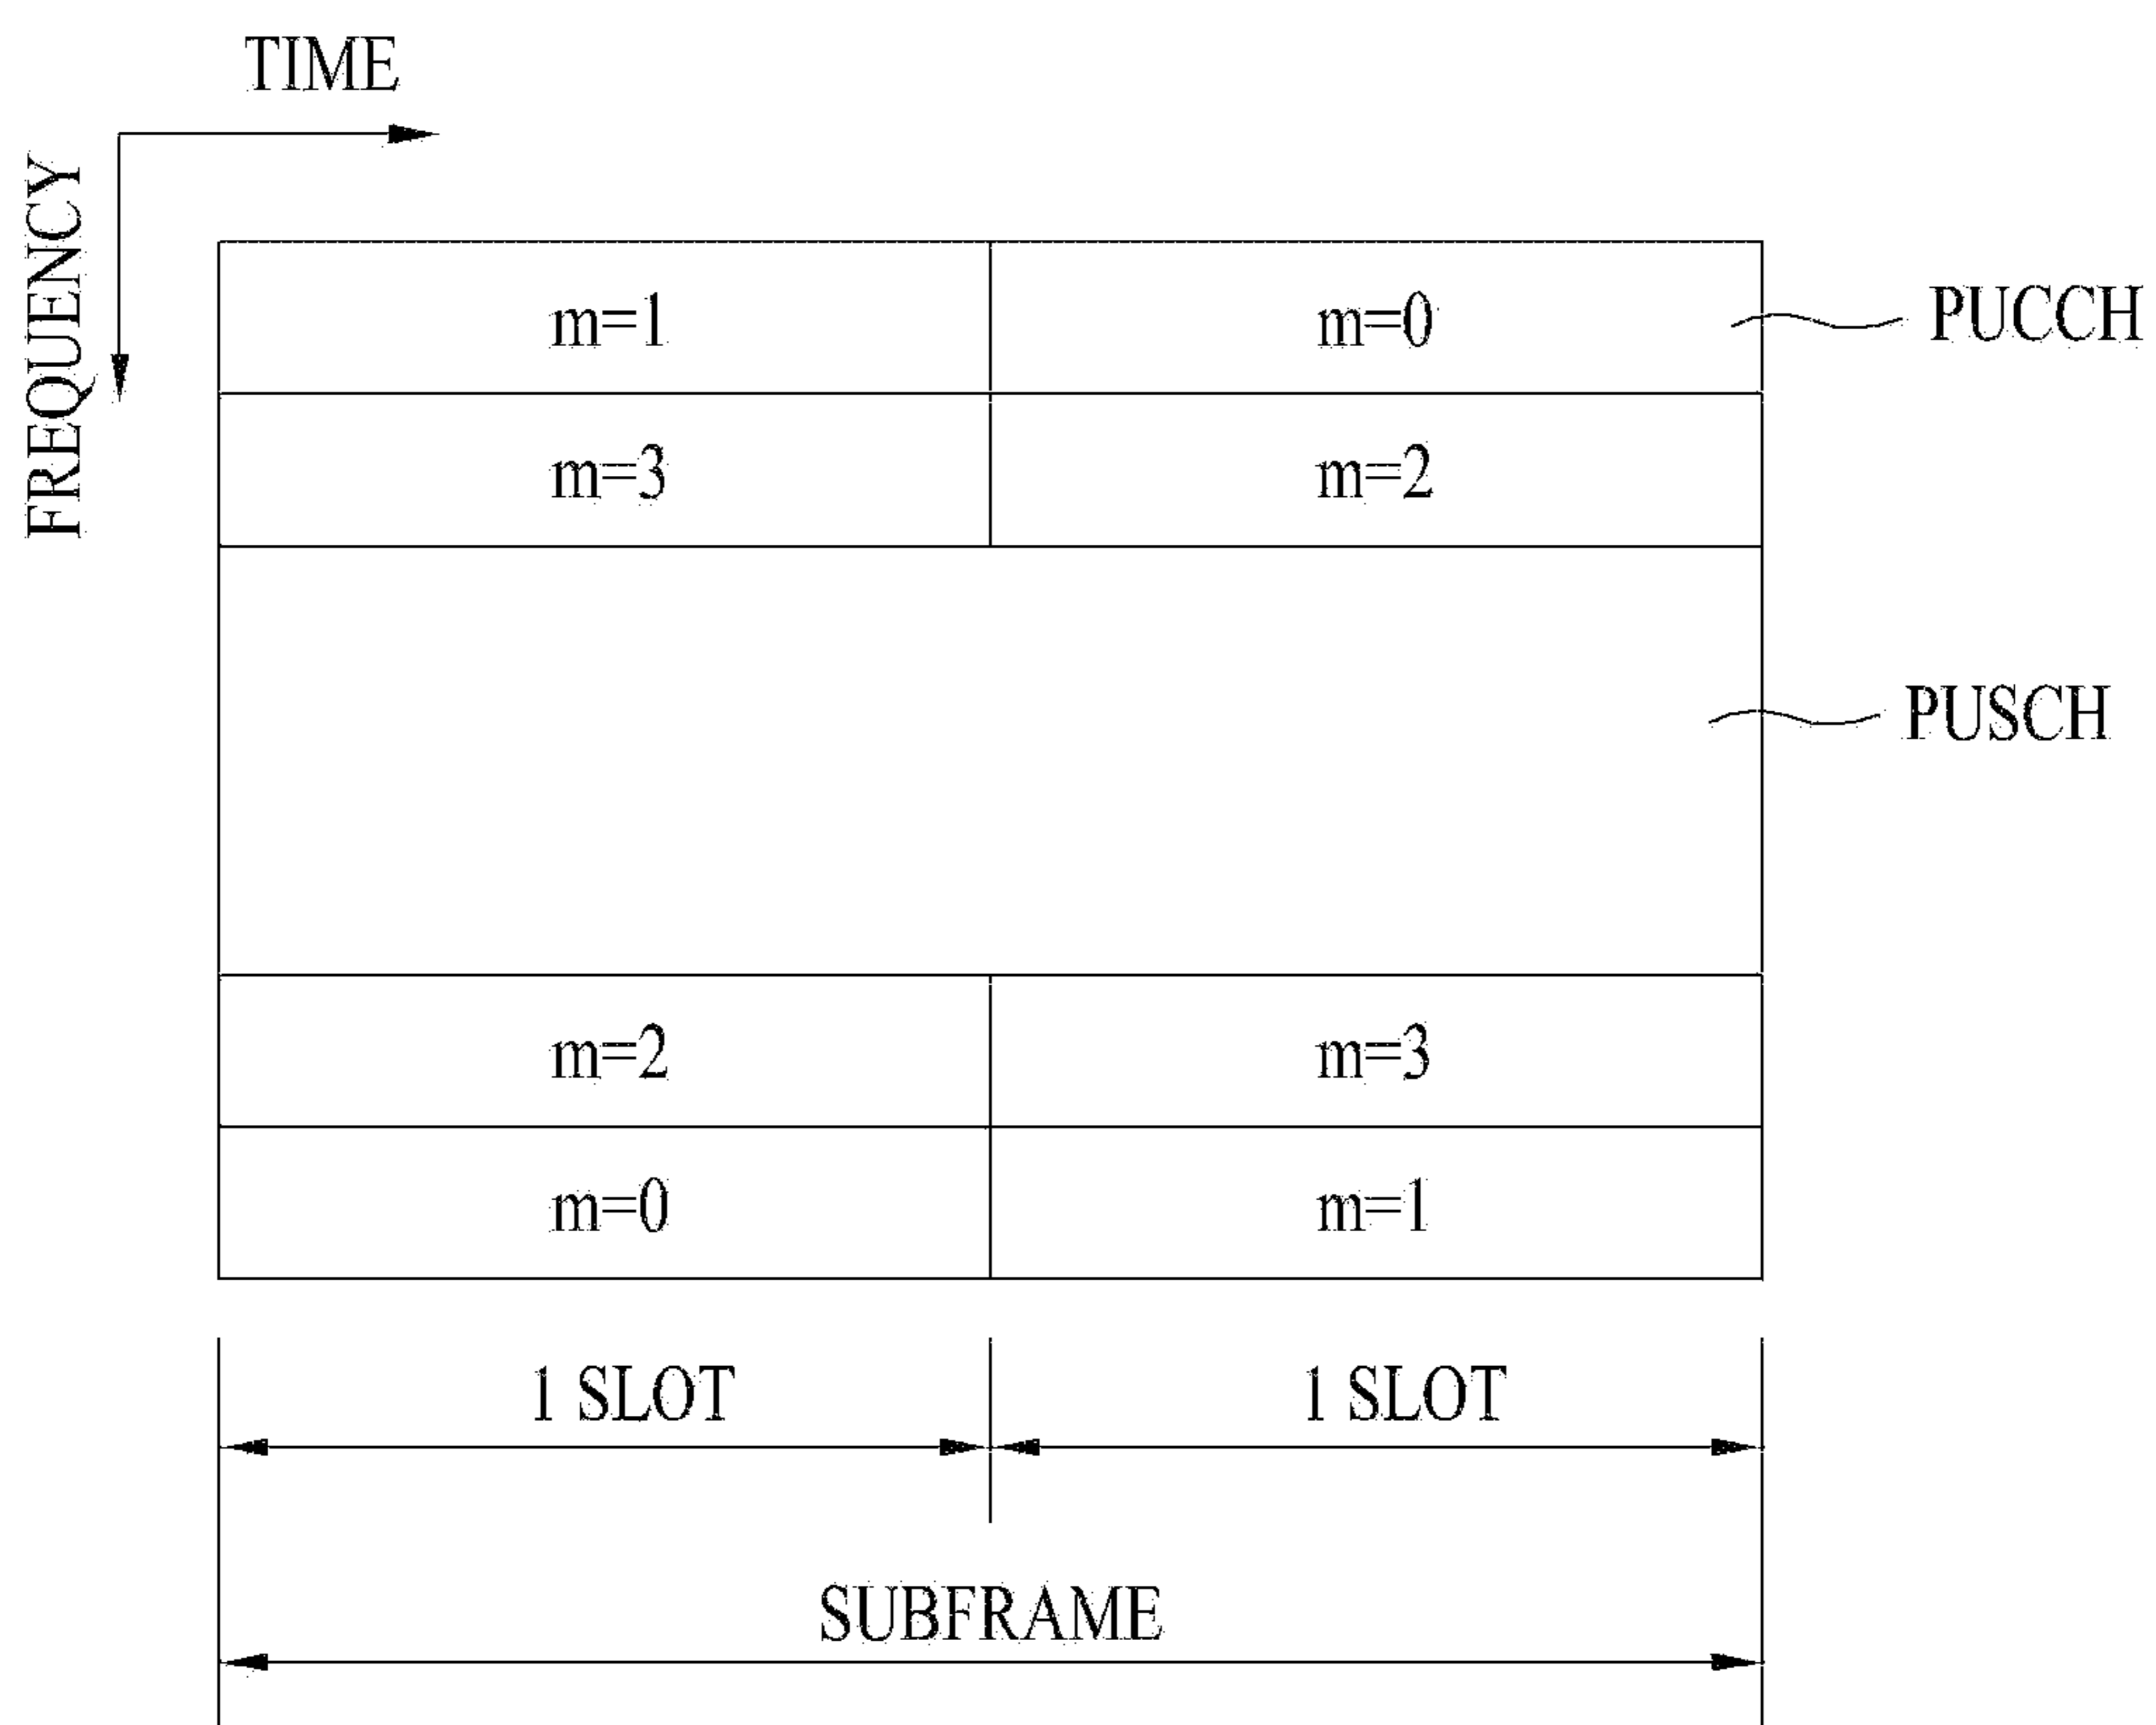 TIME
FREQUENCY
m=1 m=0 PUCCH
m=3 m=2
PUSCH
m=2 m=3
m=0 m=1
1 SLOT 1 SLOT
SUBFRAME